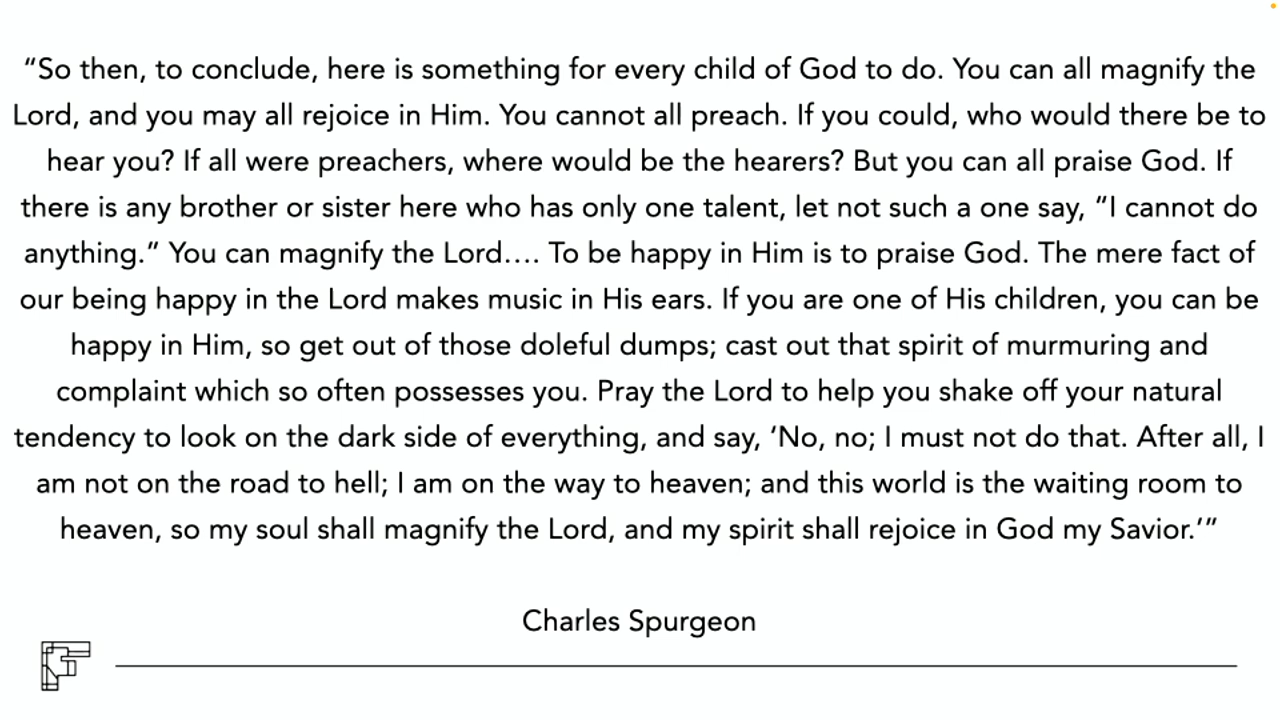 “So then, to conclude, here is something for every child of God to do. You can all magnify the
Lord, and you may all rejoice in Him. You cannot all preach. If you could, who would there be to
hear you? If all were preachers, where would be the hearers? But you can all praise God. If
there is any brother or sister here who has only one talent, let not such a one say, “I cannot do
anything.” You can magnify the Lord…. To be happy in Him is to praise God. The mere fact of
our being happy in the Lord makes music in His ears. If you are one of His children, you can be
happy in Him, so get out of those doleful dumps; cast out that spirit of murmuring and
complaint which so often possesses you. Pray the Lord to help you shake off your natural
tendency to look on the dark side of everything, and say, ‘No, no; I must not do that. After all, I
am not on the road to hell; I am on the way to heaven; and this world is the waiting room to
heaven, so my soul shall magnify the Lord, and my spirit shall rejoice in God my Savior.’”
Charles Spurgeon